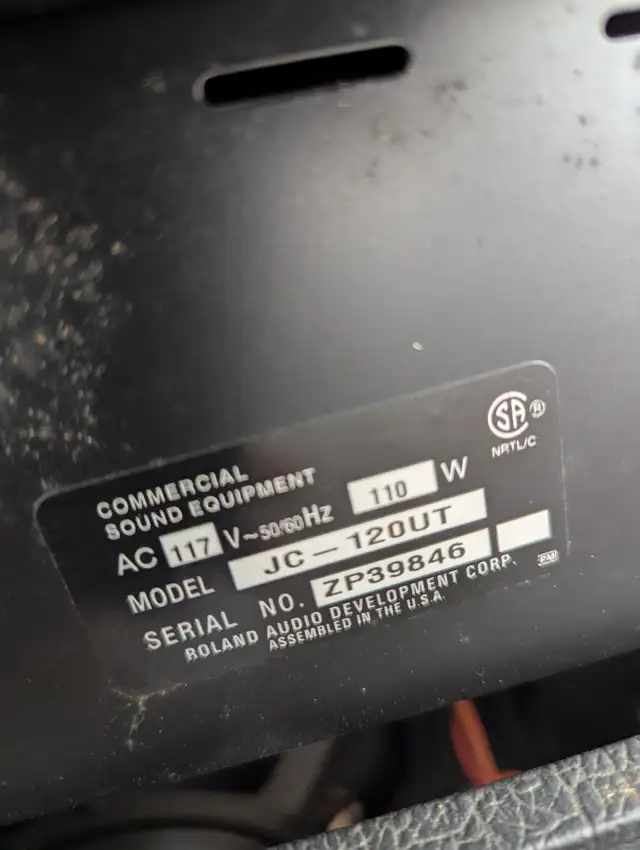 COMMERCIAL
SOUND EQUIPMENT
AC 117 V~50/60Hz 110 W
MODEL JC-120UT
SERIAL NO. ZP39846
ROLAND AUDIO DEVELOPMENT CORP.
ASSEMBLED IN THE U.S.A.
SA ®
NRTL/C
PM